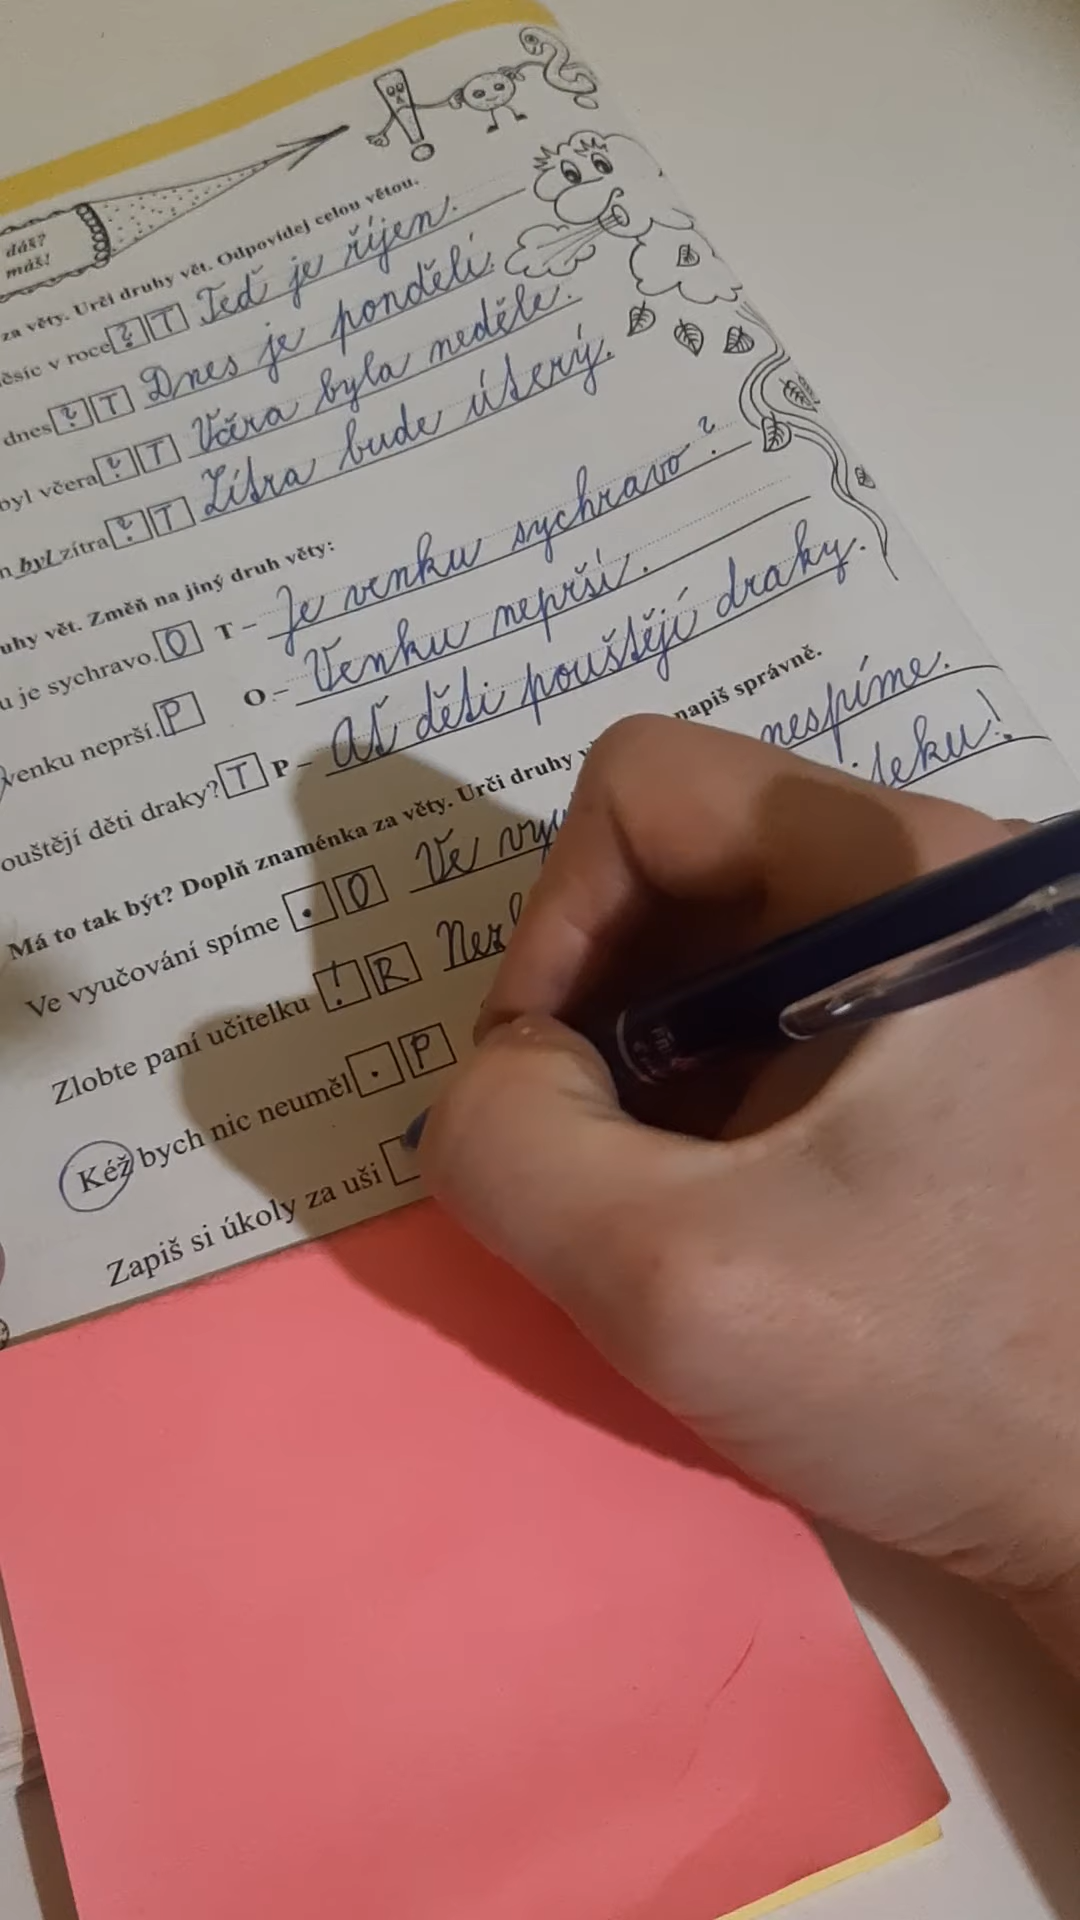 dáš?
máš!
za věty. Urči druhy vět. Odpovídej celou větou.
ěsíc v roce ? T Teď je říjen.
dnes ? T Dnes je pondělí.
byl včera ? T Včera byla neděle.
n byl zítra ? T Zítra bude úterý.
uhy vět. Změň na jiný druh věty:
u je sychravo. O T – Je venku sychravo?
venku neprší. P O – Venku neprší.
ouštějí děti draky? T P – Ať děti pouštějí draky.
Má to tak být? Doplň znaménka za věty. Urči druhy napiš správně.
Ve vyučování spíme . O Ve vyu nespíme.
Zlobte paní učitelku ! R Nezl telku!
Kéž bych nic neuměl . P
Zapiš si úkoly za uši